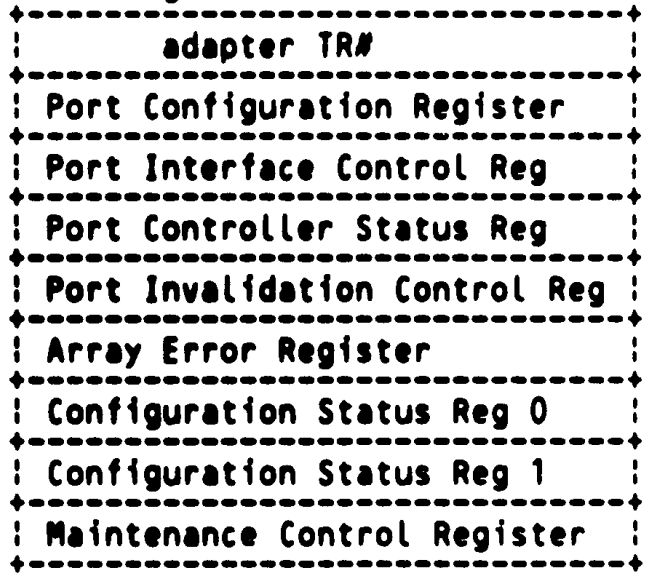 adapter TR#
Port Configuration Register
Port Interface Control Reg
Port Controller Status Reg
Port Invalidation Control Reg
Array Error Register
Configuration Status Reg 0
Configuration Status Reg 1
Maintenance Control Register